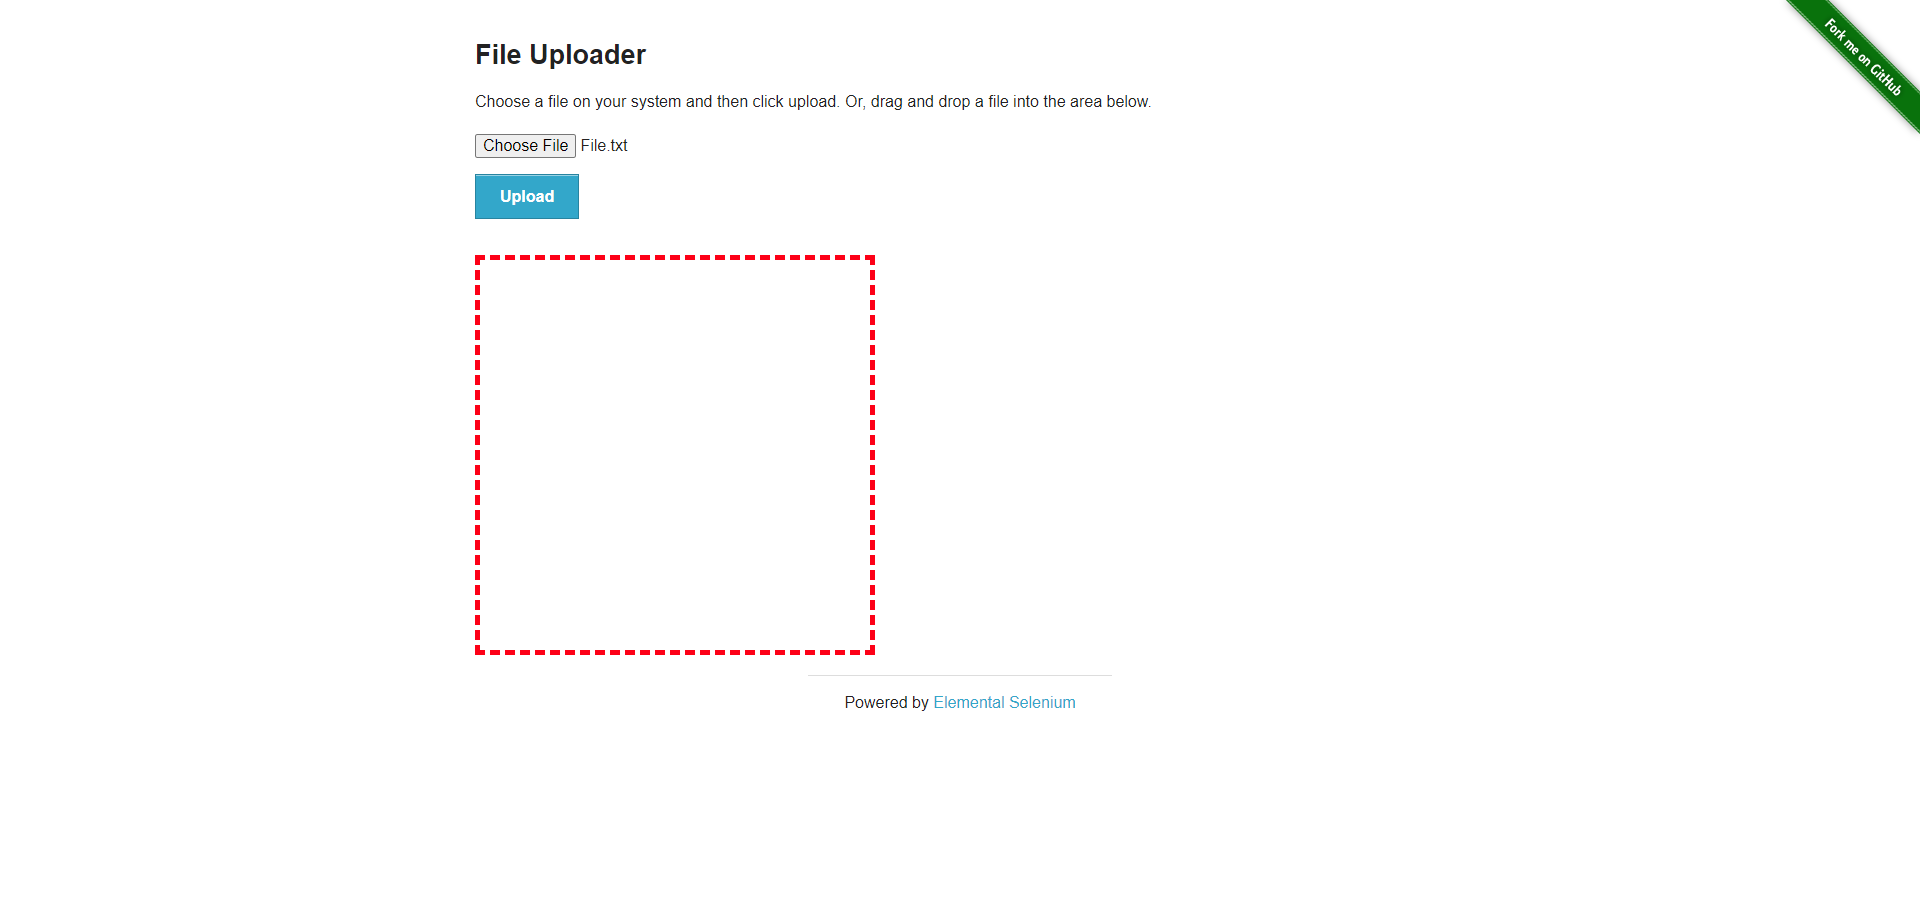 Fork me on GitHub
File Uploader
Choose a file on your system and then click upload. Or, drag and drop a file into the area below.
Choose File File.txt
Upload
Powered by Elemental Selenium